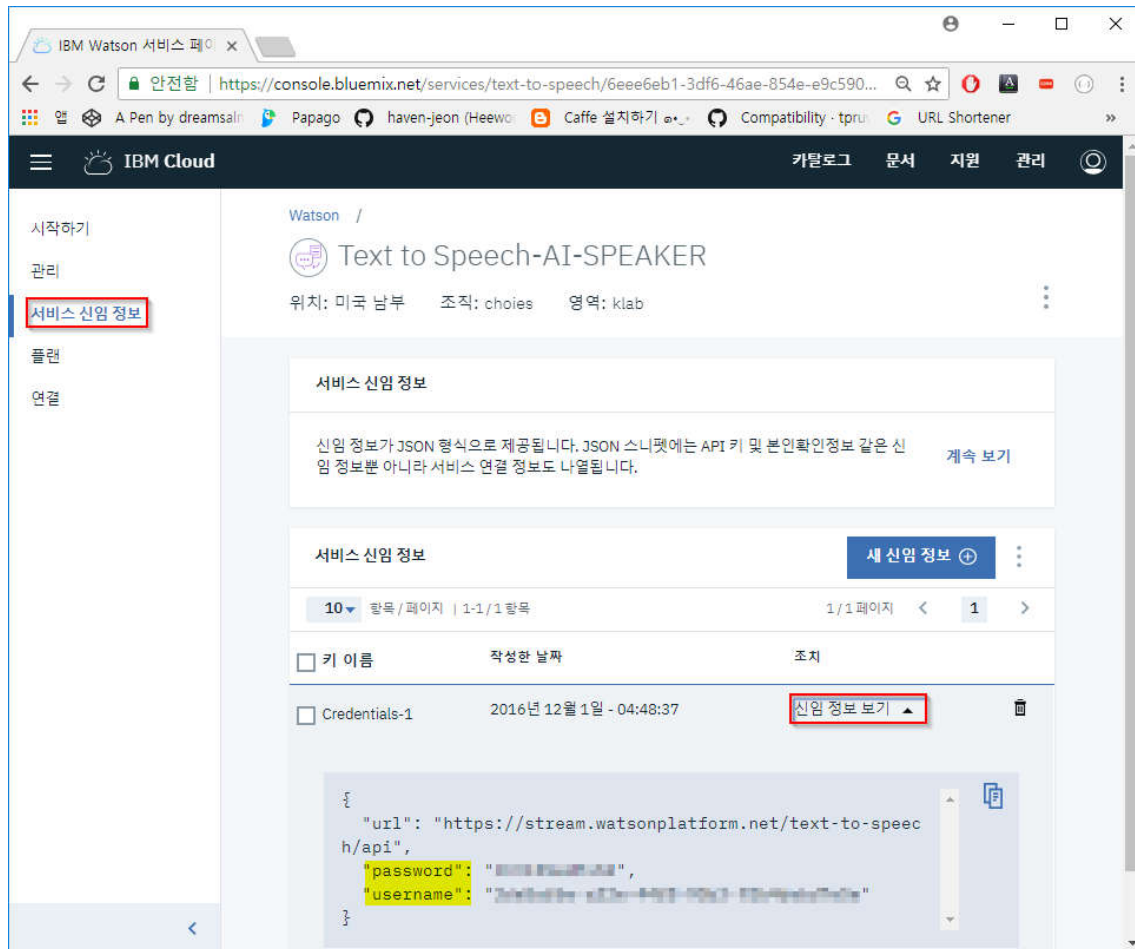 IBM Watson 서비스 페이
안전함 | https://console.bluemix.net/services/text-to-speech/6eee6eb1-3df6-46ae-854e-e9c590...
앱 A Pen by dreamsain Papago haven-jeon (Heewo Caffe 설치하기 Compatibility · tpru URL Shortener »
IBM Cloud 카탈로그 문서 지원 관리
시작하기
관리
서비스 신임 정보
플랜
연결
Watson /
Text to Speech-AI-SPEAKER
위치: 미국 남부 조직: choies 영역: klab
서비스 신임 정보
신임 정보가 JSON 형식으로 제공됩니다. JSON 스니펫에는 API 키 및 본인확인정보 같은 신
임 정보뿐 아니라 서비스 연결 정보도 나열됩니다.
계속 보기
서비스 신임 정보 새 신임 정보
10 항목 / 페이지 | 1-1 / 1 항목 1 / 1 페이지 < 1 >
키 이름 작성한 날짜 조치
Credentials-1 2016년 12월 1일 - 04:48:37 신임 정보 보기
{
"url": "https://stream.watsonplatform.net/text-to-speec
h/api",
"password": "",
"username": ""
}